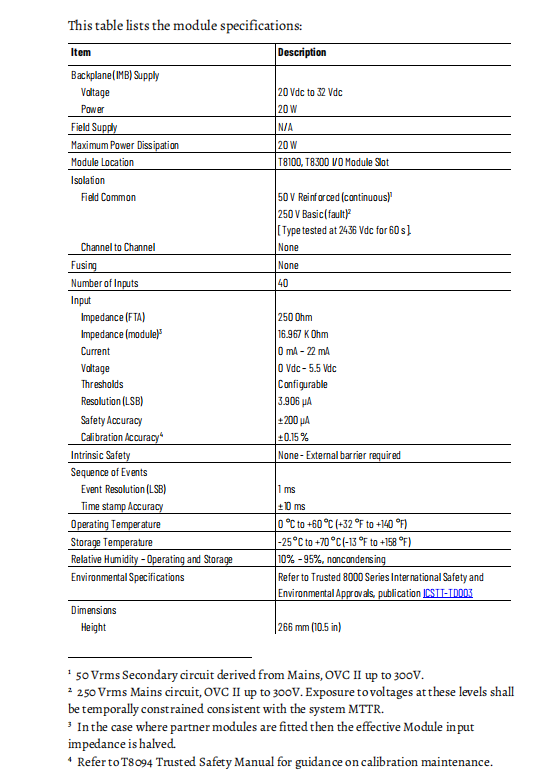 This table lists the module specifications:
Item Description
Backplane (IMB) Supply
Voltage 20 Vdc to 32 Vdc
Power 20 W
Field Supply N/A
Maximum Power Dissipation 20 W
Module Location T8100, T8300 I/O Module Slot
Isolation
Field Common 50 V Reinforced (continuous)¹
250 V Basic (fault)²
[ Type tested at 2436 Vdc for 60 s ].
Channel to Channel None
Fusing None
Number of Inputs 40
Input
Impedance (FTA) 250 Ohm
Impedance (module)³ 16.967 K Ohm
Current 0 mA – 22 mA
Voltage 0 Vdc – 5.5 Vdc
Thresholds Configurable
Resolution (LSB) 3.906 µA
Safety Accuracy ±200 µA
Calibration Accuracy⁴ ±0.15 %
Intrinsic Safety None - External barrier required
Sequence of Events
Event Resolution (LSB) 1 ms
Time stamp Accuracy ±10 ms
Operating Temperature 0 °C to +60 °C (+32 °F to +140 °F)
Storage Temperature -25 °C to +70 °C (-13 °F to +158 °F)
Relative Humidity – Operating and Storage 10% – 95%, noncondensing
Environmental Specifications Refer to Trusted 8000 Series International Safety and
Environmental Approvals, publication ICSTT-TD003
Dimensions
Height 266 mm (10.5 in)
¹ 50 Vrms Secondary circuit derived from Mains, OVC II up to 300V.
² 250 Vrms Mains circuit, OVC II up to 300V. Exposure to voltages at these levels shall
be temporally constrained consistent with the system MTTR.
³ In the case where partner modules are fitted then the effective Module input
impedance is halved.
⁴ Refer to T8094 Trusted Safety Manual for guidance on calibration maintenance.